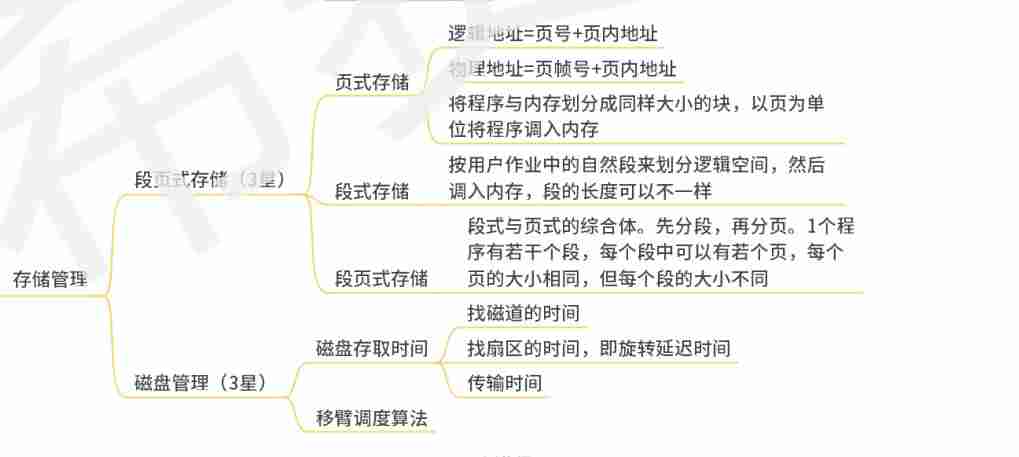 逻辑地址=页号+页内地址
物理地址=页帧号+页内地址
页式存储
将程序与内存划分成同样大小的块，以页为单
位将程序调入内存
段页式存储（3星）
按用户作业中的自然段来划分逻辑空间，然后
调入内存，段的长度可以不一样
段式存储
段式与页式的综合体。先分段，再分页。1个程
序有若干个段，每个段中可以有若个页，每个
页的大小相同，但每个段的大小不同
段页式存储
存储管理
找磁道的时间
磁盘存取时间
找扇区的时间，即旋转延迟时间
磁盘管理（3星）
传输时间
移臂调度算法